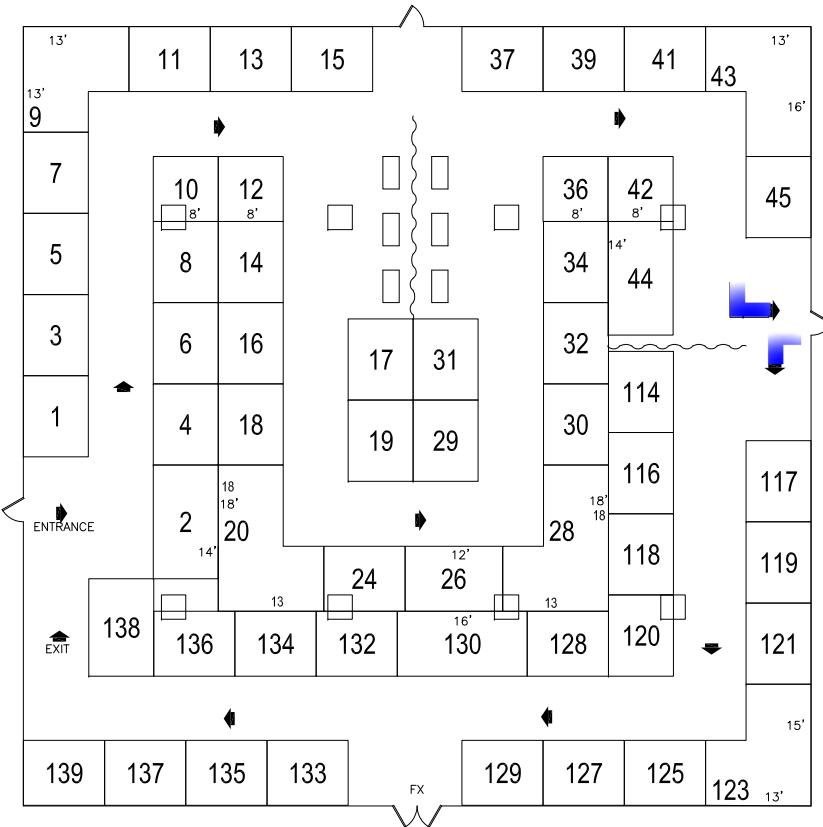 13' 11 13 15 37 39 41 13'
13' 9 43 16'
7 10 12 36 42 45
8' 8' 8' 8'
5 8 14 34 14' 44
3 6 16 17 31 32
1 4 18 19 29 30 114
116 117
2 14' 18 18' 20 18' 18 28
ENTRANCE
118 119
24 12' 26
13 13
138 136 134 132 16' 130 128 120 121
EXIT
15'
139 137 135 133 FX 129 127 125 123 13'